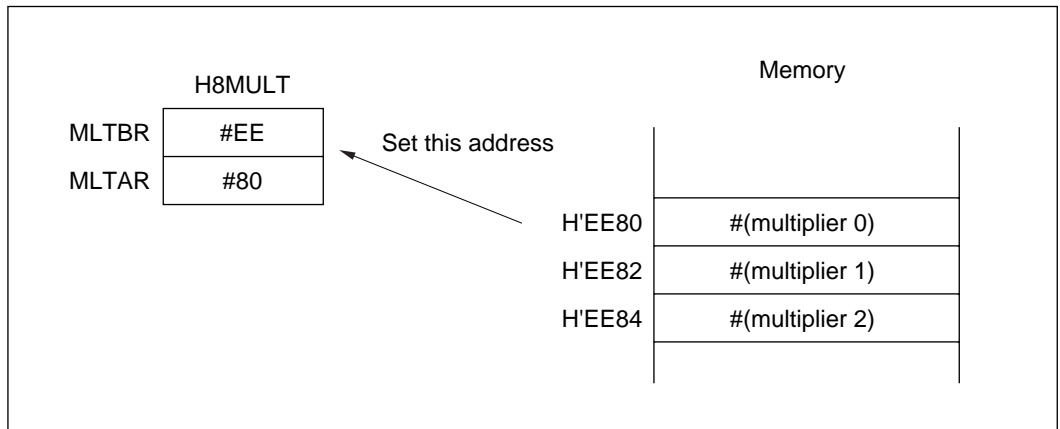 Memory
H8MULT
MLTBR #EE
Set this address
MLTAR #80
H'EE80 #(multiplier 0)
H'EE82 #(multiplier 1)
H'EE84 #(multiplier 2)